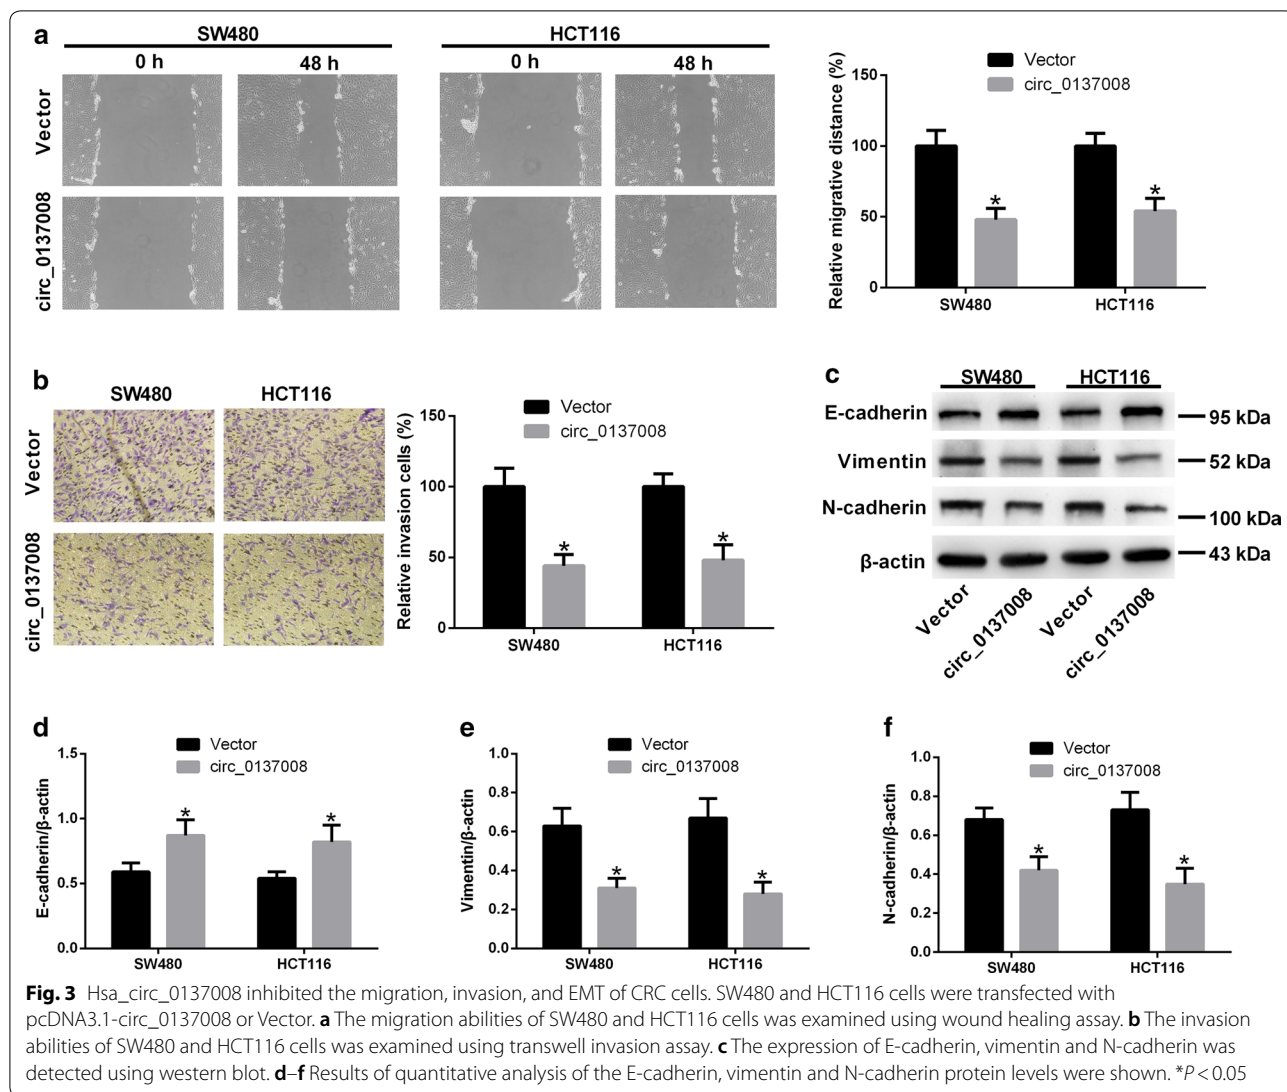 a
SW480
HCT116
0 h
48 h
0 h
48 h
Vector
circ_0137008
Vector
circ_0137008
Relative migrative distance (%)
150
100
50
0
*
*
SW480
HCT116
b
SW480
HCT116
Vector
circ_0137008
Vector
circ_0137008
Relative invasion cells (%)
150
100
50
0
*
*
SW480
HCT116
c
SW480
HCT116
E-cadherin
95 kDa
Vimentin
52 kDa
N-cadherin
100 kDa
β-actin
43 kDa
Vector
circ_0137008
Vector
circ_0137008
d
Vector
circ_0137008
E-cadherin/β-actin
1.5
1.0
0.5
0.0
*
*
SW480
HCT116
e
Vector
circ_0137008
Vimentin/β-actin
1.0
0.8
0.6
0.4
0.2
0.0
*
*
SW480
HCT116
f
Vector
circ_0137008
N-cadherin/β-actin
1.0
0.8
0.6
0.4
0.2
0.0
*
*
SW480
HCT116
Fig. 3 Hsa_circ_0137008 inhibited the migration, invasion, and EMT of CRC cells. SW480 and HCT116 cells were transfected with
pcDNA3.1-circ_0137008 or Vector. a The migration abilities of SW480 and HCT116 cells was examined using wound healing assay. b The invasion
abilities of SW480 and HCT116 cells was examined using transwell invasion assay. c The expression of E-cadherin, vimentin and N-cadherin was
detected using western blot. d–f Results of quantitative analysis of the E-cadherin, vimentin and N-cadherin protein levels were shown. *P < 0.05